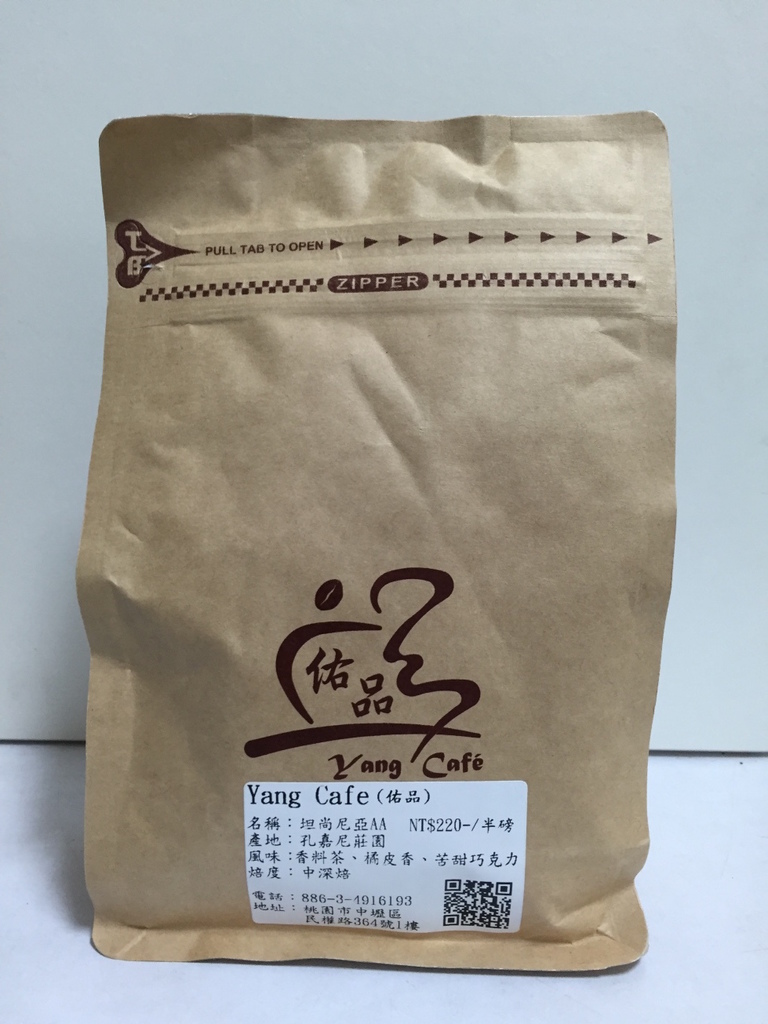 PULL TAB TO OPEN
ZIPPER
佑品
Yang Café
Yang Cafe(佑品)
名稱：坦尚尼亞AA NT$220-/半磅
產地：孔嘉尼莊園
風味：香料茶、橘皮香、苦甜巧克力
焙度：中深焙
電話：886-3-4916193
地址：桃園市中壢區
民權路364號1樓